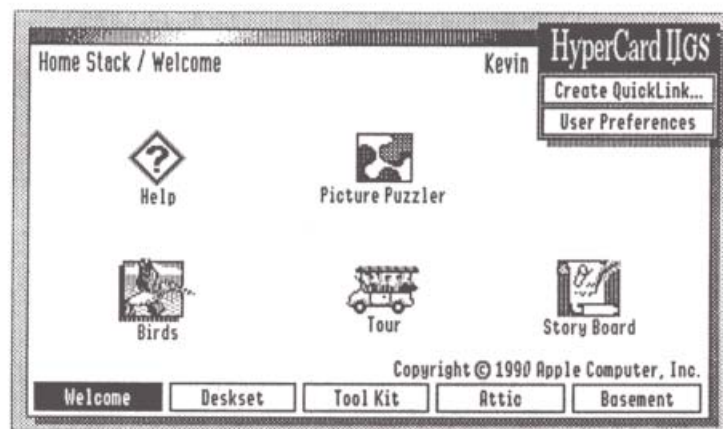 Home Stack / Welcome
Kevin
HyperCard IIGS
Create QuickLink...
User Preferences
?
Help
Picture Puzzler
Birds
Tour
Story Board
Copyright © 1990 Apple Computer, Inc.
Welcome
Deskset
Tool Kit
Attic
Basement